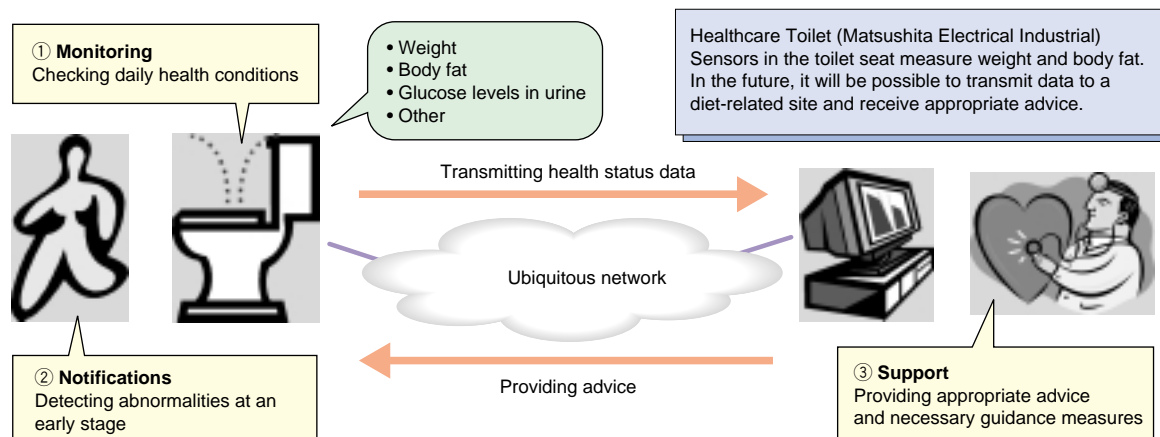 ① Monitoring
Checking daily health conditions
• Weight
• Body fat
• Glucose levels in urine
• Other
Healthcare Toilet (Matsushita Electrical Industrial)
Sensors in the toilet seat measure weight and body fat.
In the future, it will be possible to transmit data to a
diet-related site and receive appropriate advice.
Transmitting health status data
Ubiquitous network
Providing advice
② Notifications
Detecting abnormalities at an
early stage
③ Support
Providing appropriate advice
and necessary guidance measures